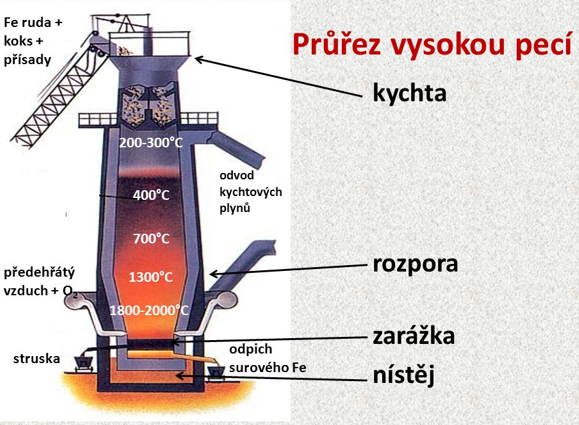 Fe ruda +
koks +
přísady
Průřez vysokou pecí
kychta
200-300°C
odvod
kychtových
plynů
400°C
700°C
rozpora
předehřátý
vzduch + O2
1300°C
1800-2000°C
zarážka
struska
odpich
surového Fe
nístěj